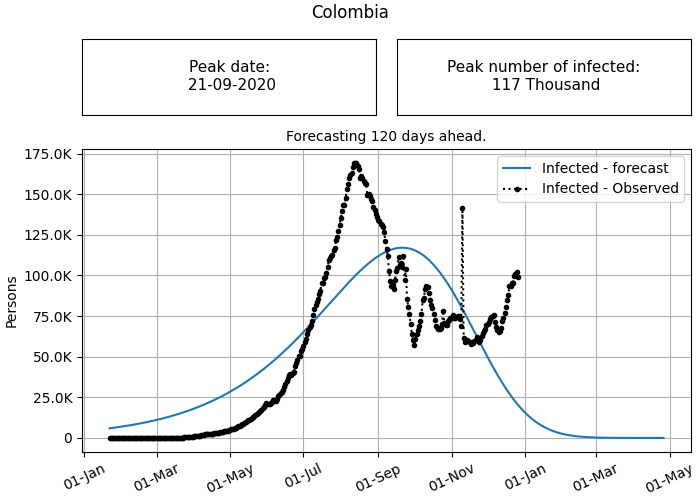 Colombia
Peak date:
21-09-2020
Peak number of infected:
117 Thousand
Forecasting 120 days ahead.
Infected - forecast
Infected - Observed
Persons
175.0K
150.0K
125.0K
100.0K
75.0K
50.0K
25.0K
0
01-Jan
01-Mar
01-May
01-Jul
01-Sep
01-Nov
01-Jan
01-Mar
01-May